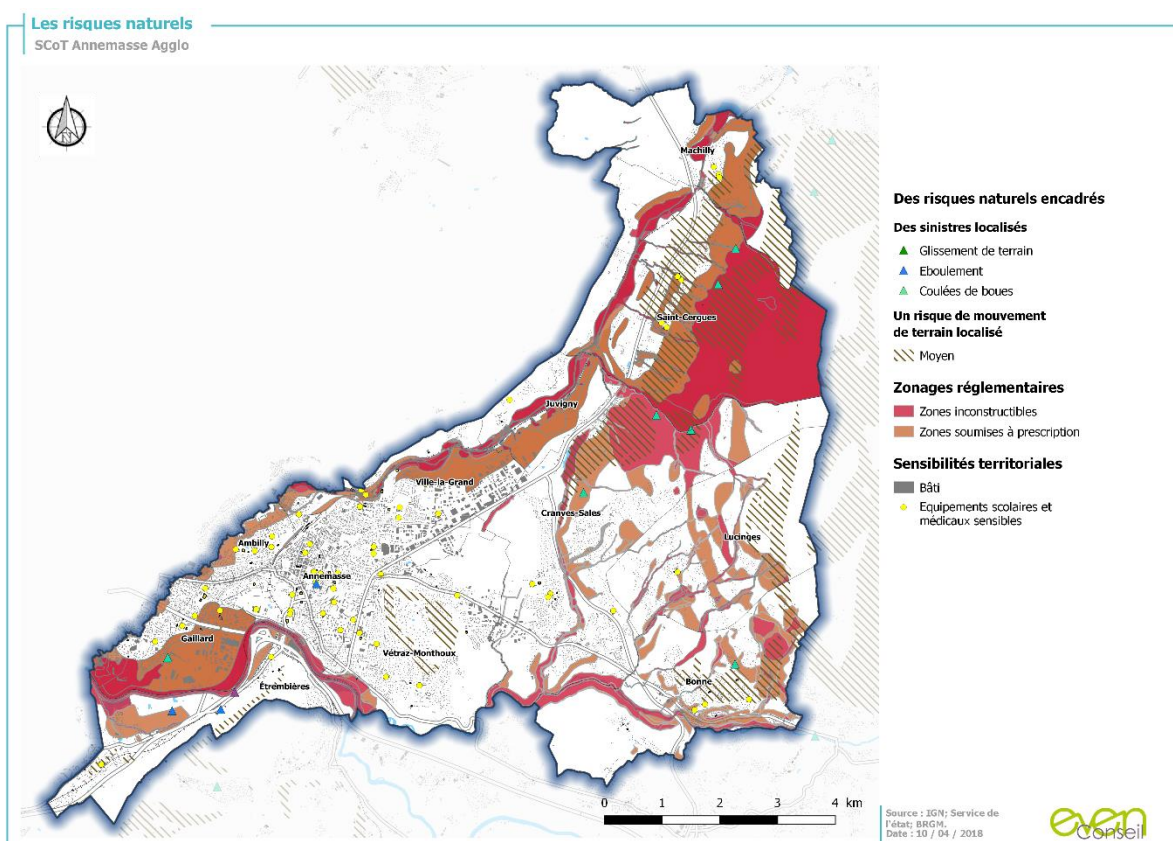 Les risques naturels
SCoT Annemasse Agglo
N
Machilly
Saint-Cergues
Juvigny
Ville-la-Grand
Cranves-Sales
Lucinges
Ambilly
Annemasse
Gaillard
Vétraz-Monthoux
Étrembières
Bonne
0 1 2 3 4 km
Des risques naturels encadrés
Des sinistres localisés
Glissement de terrain
Eboulement
Coulées de boues
Un risque de mouvement
de terrain localisé
Moyen
Zonages réglementaires
Zones inconstructibles
Zones soumises à prescription
Sensibilités territoriales
Bâti
Equipements scolaires et
médicaux sensibles
Source : IGN; Service de
l'état; BRGM.
Date : 10 / 04 / 2018
even
Conseil